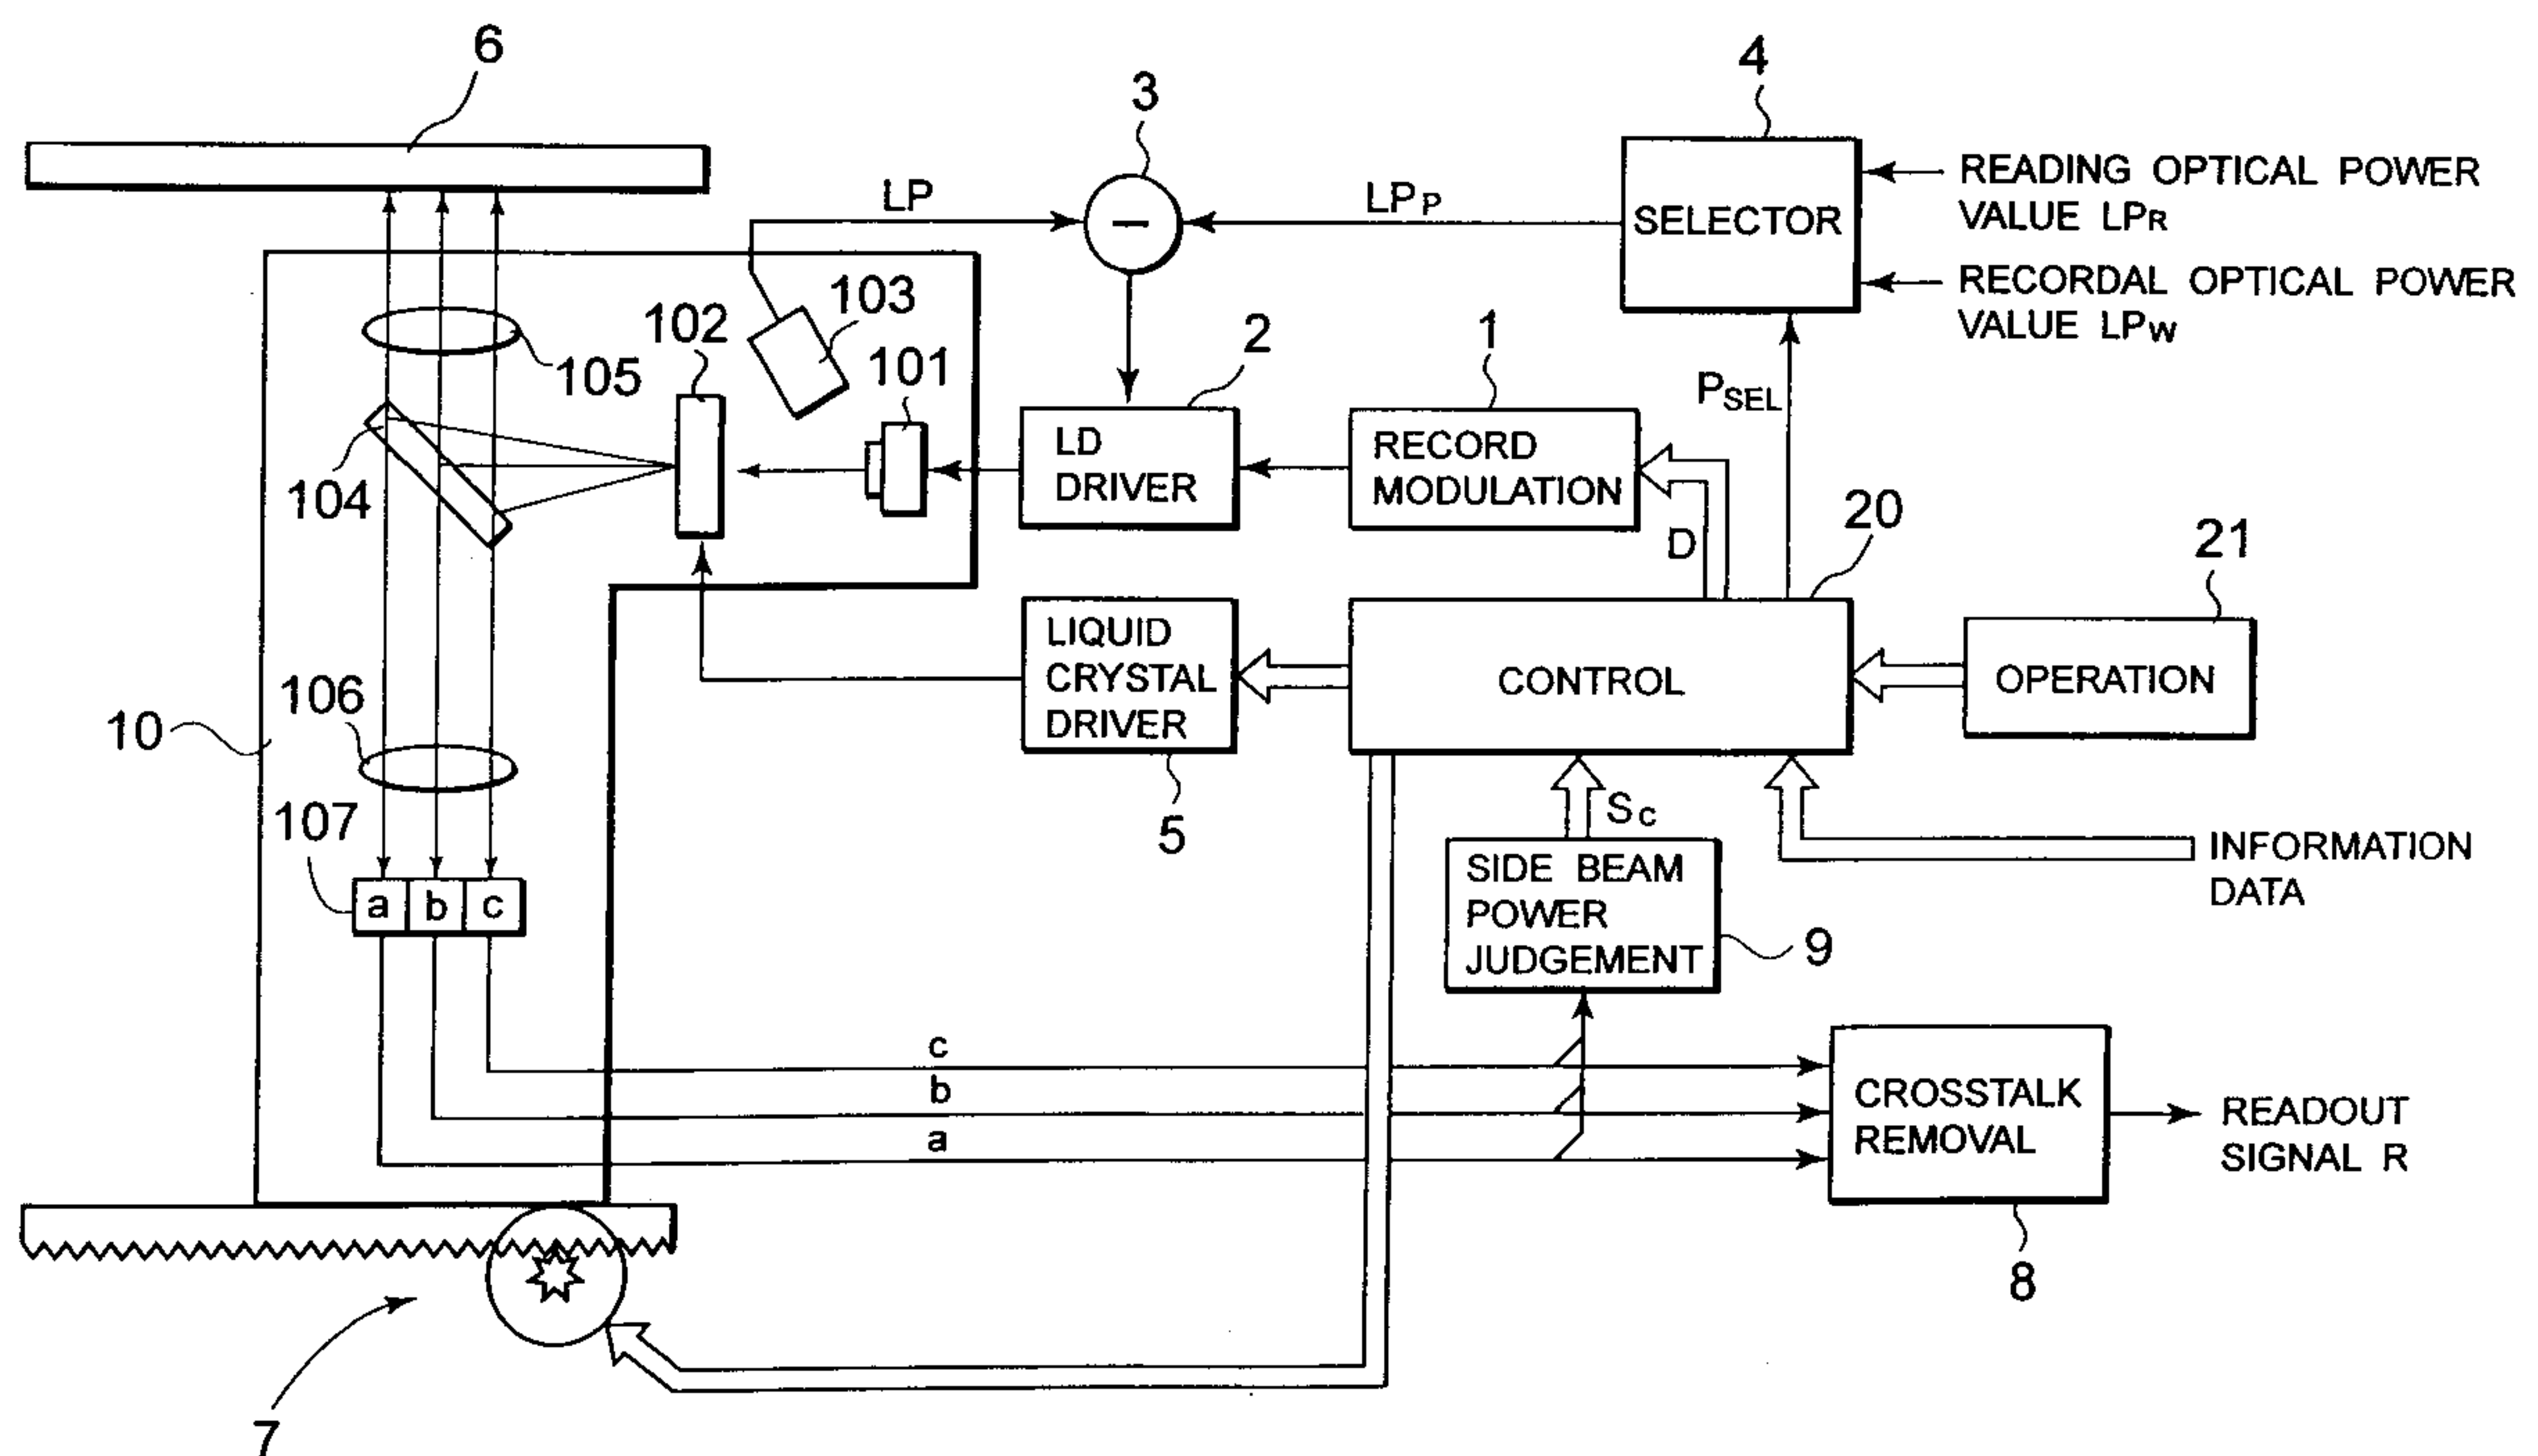 6
4
3
READING OPTICAL POWER
VALUE LPR
LP
LPP
SELECTOR
RECORDAL OPTICAL POWER
VALUE LPW
103
102
105
101
2
1
PSEL
104
LD
DRIVER
RECORD
MODULATION
D
20
21
LIQUID
CRYSTAL
DRIVER
CONTROL
OPERATION
106
10
5
Sc
107
a b c
SIDE BEAM
POWER
JUDGEMENT
9
INFORMATION
DATA
c
b
a
CROSSTALK
REMOVAL
READOUT
SIGNAL R
8
7